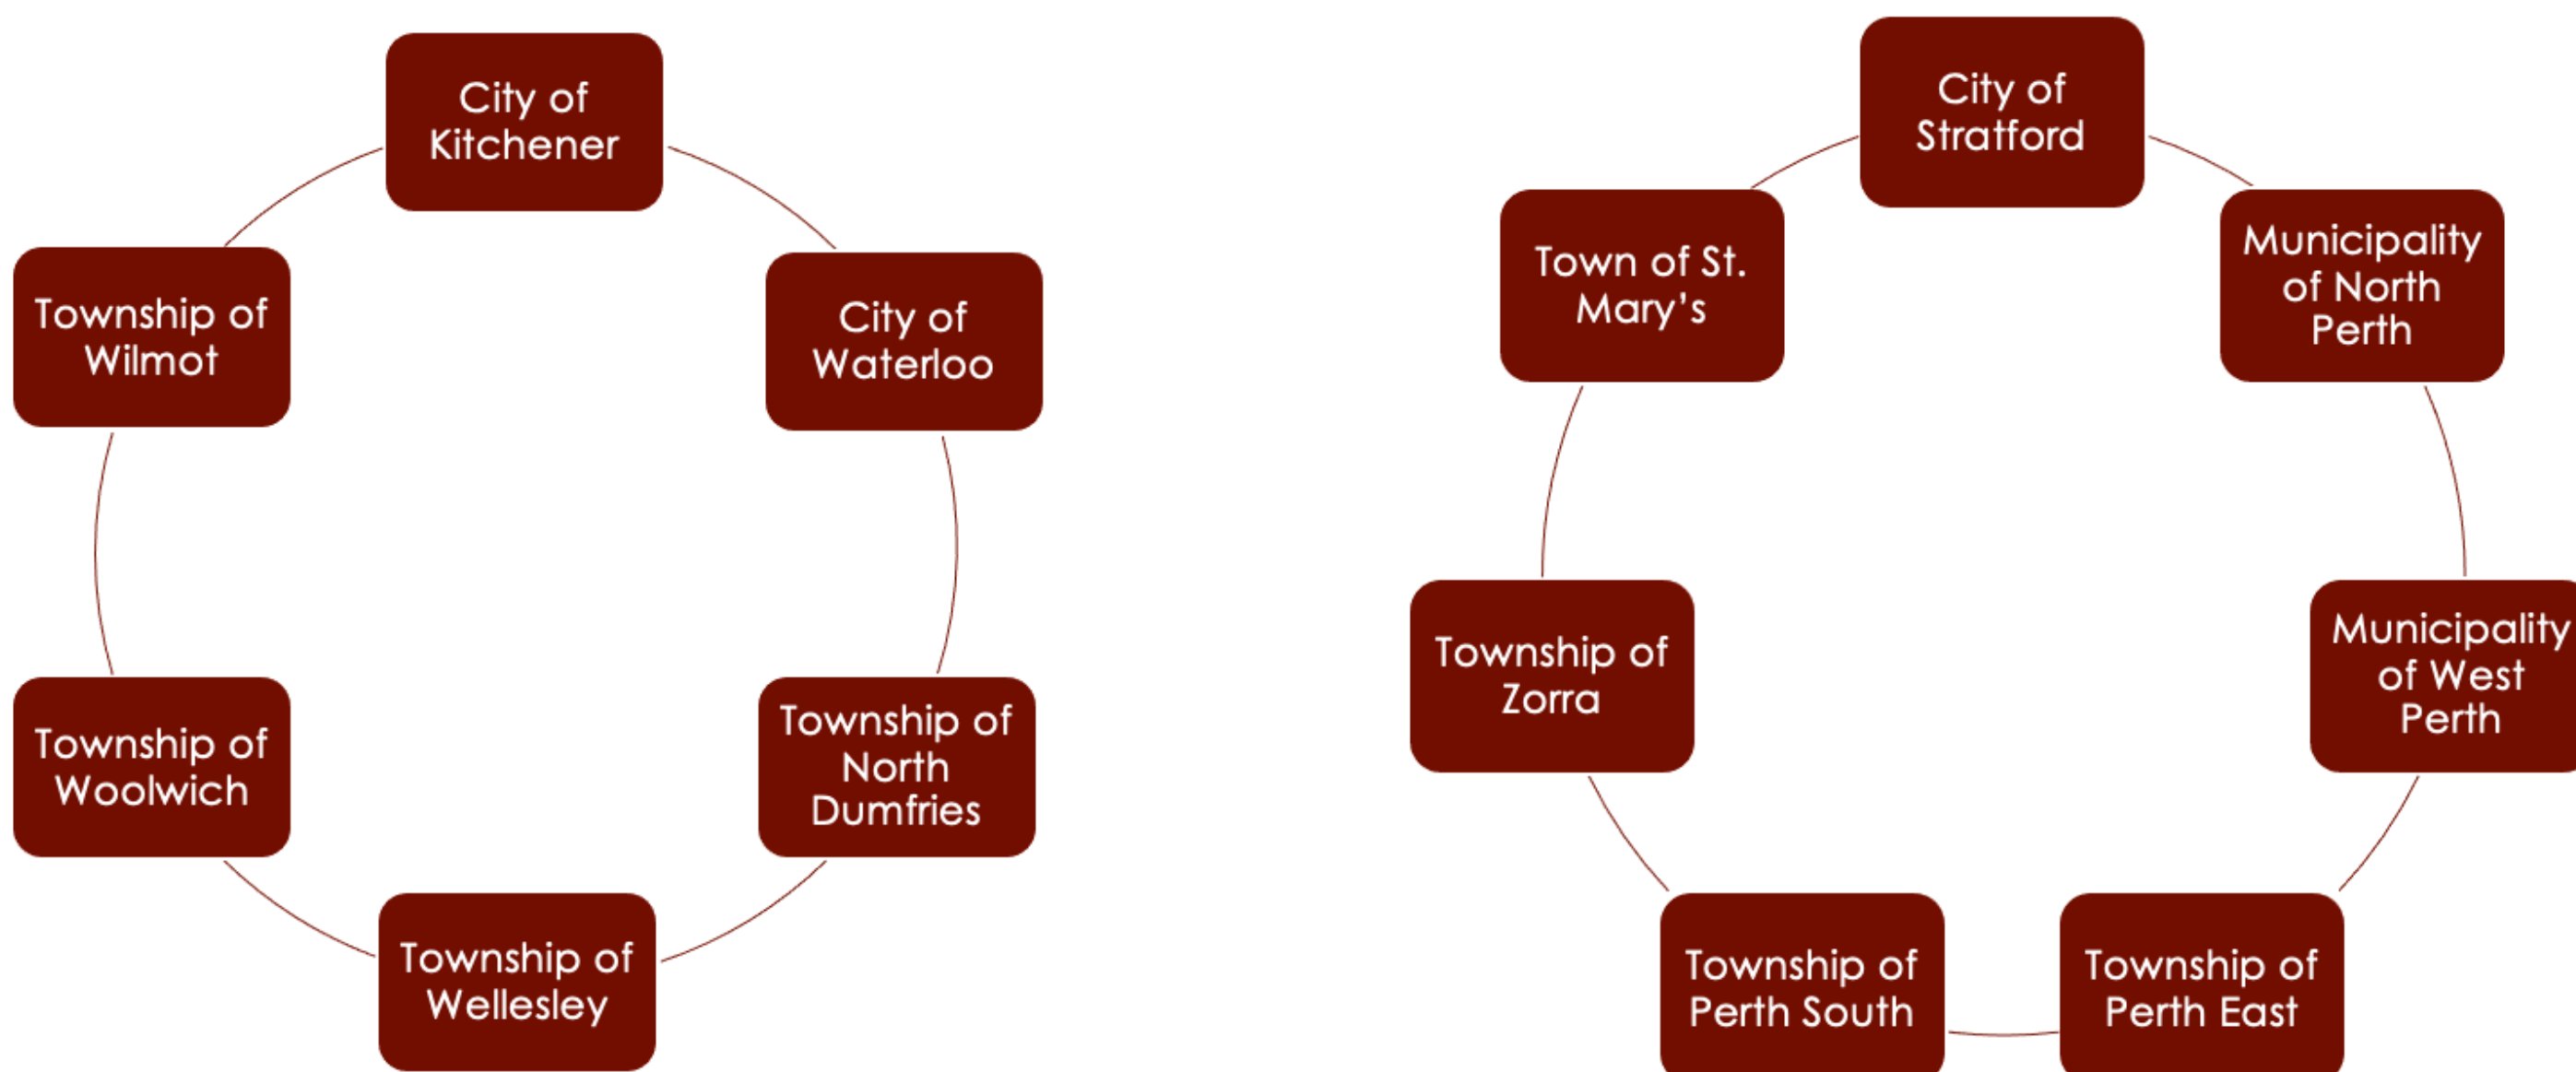 City of
Kitchener
City of
Waterloo
Township of
North
Dumfries
Township of
Wellesley
Township of
Woolwich
Township of
Wilmot
City of
Stratford
Municipality
of North
Perth
Municipality
of West
Perth
Township of
Perth East
Township of
Perth South
Township of
Zorra
Town of St.
Mary’s